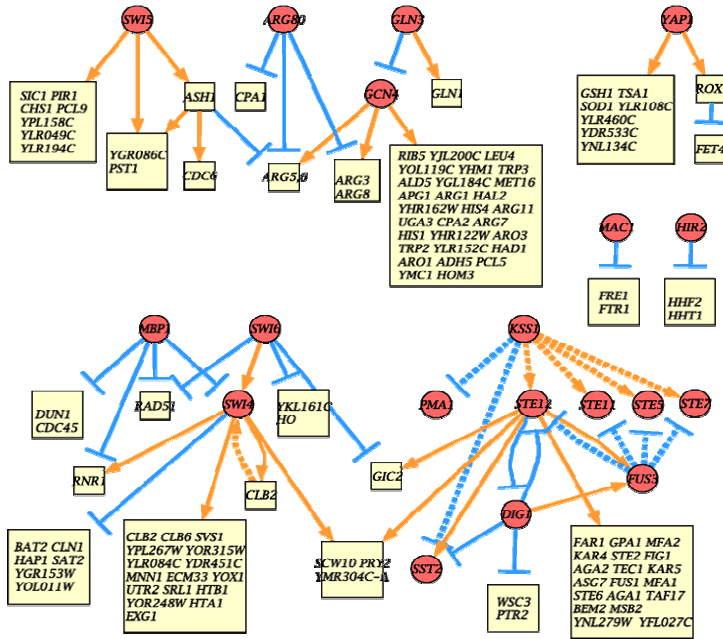 SWI5
ARG80
GLN3
YAP1
SIC1 PIR1
CHS1 PCL9
YPL158C
YLR049C
YLR194C
ASH1
CPA1
GCN4
GLN1
GSH1 TSA1
SOD1 YLR108C
YLR460C
YDR533C
YNL134C
ROX
FET4
YGR086C
PST1
CDC6
ARG5,6
ARG3
ARG8
RIB5 YJL200C LEU4
YOL119C YHM1 TRP3
ALD5 YGL184C MET16
APG1 ARG1 HAL2
YHR162W HIS4 ARG11
UGA3 CPA2 ARG7
HIS1 YHR122W ARO3
TRP2 YLR152C HAD1
ARO1 ADH5 PCL5
YMC1 HOM3
MAC1
HIR2
FRE1
FTR1
HHF2
HHT1
MBP1
SWI6
KSS1
DUN1
CDC45
RAD51
SWI4
YKL161C
HO
PMA1
STE12
STE11
STE5
STE7
RNR1
CLB2
GIC2
FUS3
DIG1
BAT2 CLN1
HAP1 SAT2
YGR153W
YOL011W
CLB2 CLB6 SVS1
YPL267W YOR315W
YLR084C YDR451C
MNN1 ECM33 YOX1
UTR2 SRL1 HTB1
YOR248W HTA1
EXG1
SCW10 PRY2
YMR304C-A
SST2
WSC3
PTR2
FAR1 GPA1 MFA2
KAR4 STE2 FIG1
AGA2 TEC1 KAR5
ASG7 FUS1 MFA1
STE6 AGA1 TAF17
BEM2 MSB2
YNL279W YFL027C